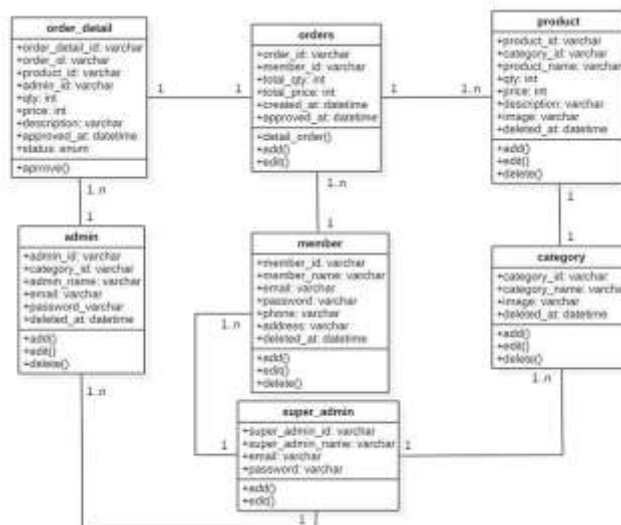 order_detail
+order_detail_id: varchar
+order_id: varchar
+product_id: varchar
+admin_id: varchar
+qty: int
+price: int
+description: varchar
+approved_at: datetime
+status: enum
+aprove()
1
1
orders
+order_id: varchar
+member_id: varchar
+total_qty: int
+total_price: int
+created_at: datetime
+approved_at: datetime
+detail_order()
+add()
+edit()
1
1..n
product
+product_id: varchar
+category_id: varchar
+product_name: varchar
+qty: int
+price: int
+description: varchar
+image: varchar
+deleted_at: datetime
+add()
+edit()
+delete()
1..n
1
1..n
1
1
1
admin
+admin_id: varchar
+category_id: varchar
+admin_name: varchar
+email: varchar
+password_varchar
+deleted_at: datetime
+add()
+edit()
+delete()
1..n
member
+member_id: varchar
+member_name: varchar
+email: varchar
+password: varchar
+phone: varchar
+address: varchar
+deleted_at: datetime
+add()
+edit()
+delete()
1..n
category
+category_id: varchar
+category_name: varchar
+image: varchar
+deleted_at: datetime
+add()
+edit()
+delete()
1..n
super_admin
+super_admin_id: varchar
+super_admin_name: varchar
+email: varchar
+password: varchar
+add()
+edit()
1
1
1